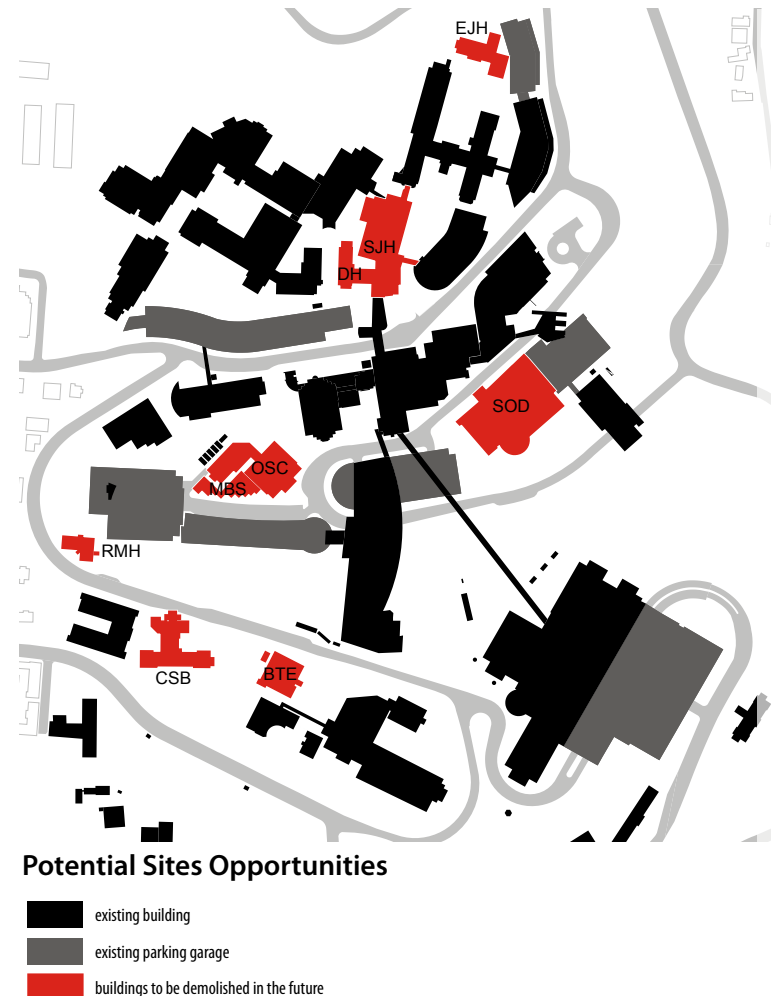 EJH
SJH
DH
SOD
OSC
MBS
RMH
CSB
BTE
Potential Sites Opportunities
existing building
existing parking garage
buildings to be demolished in the future